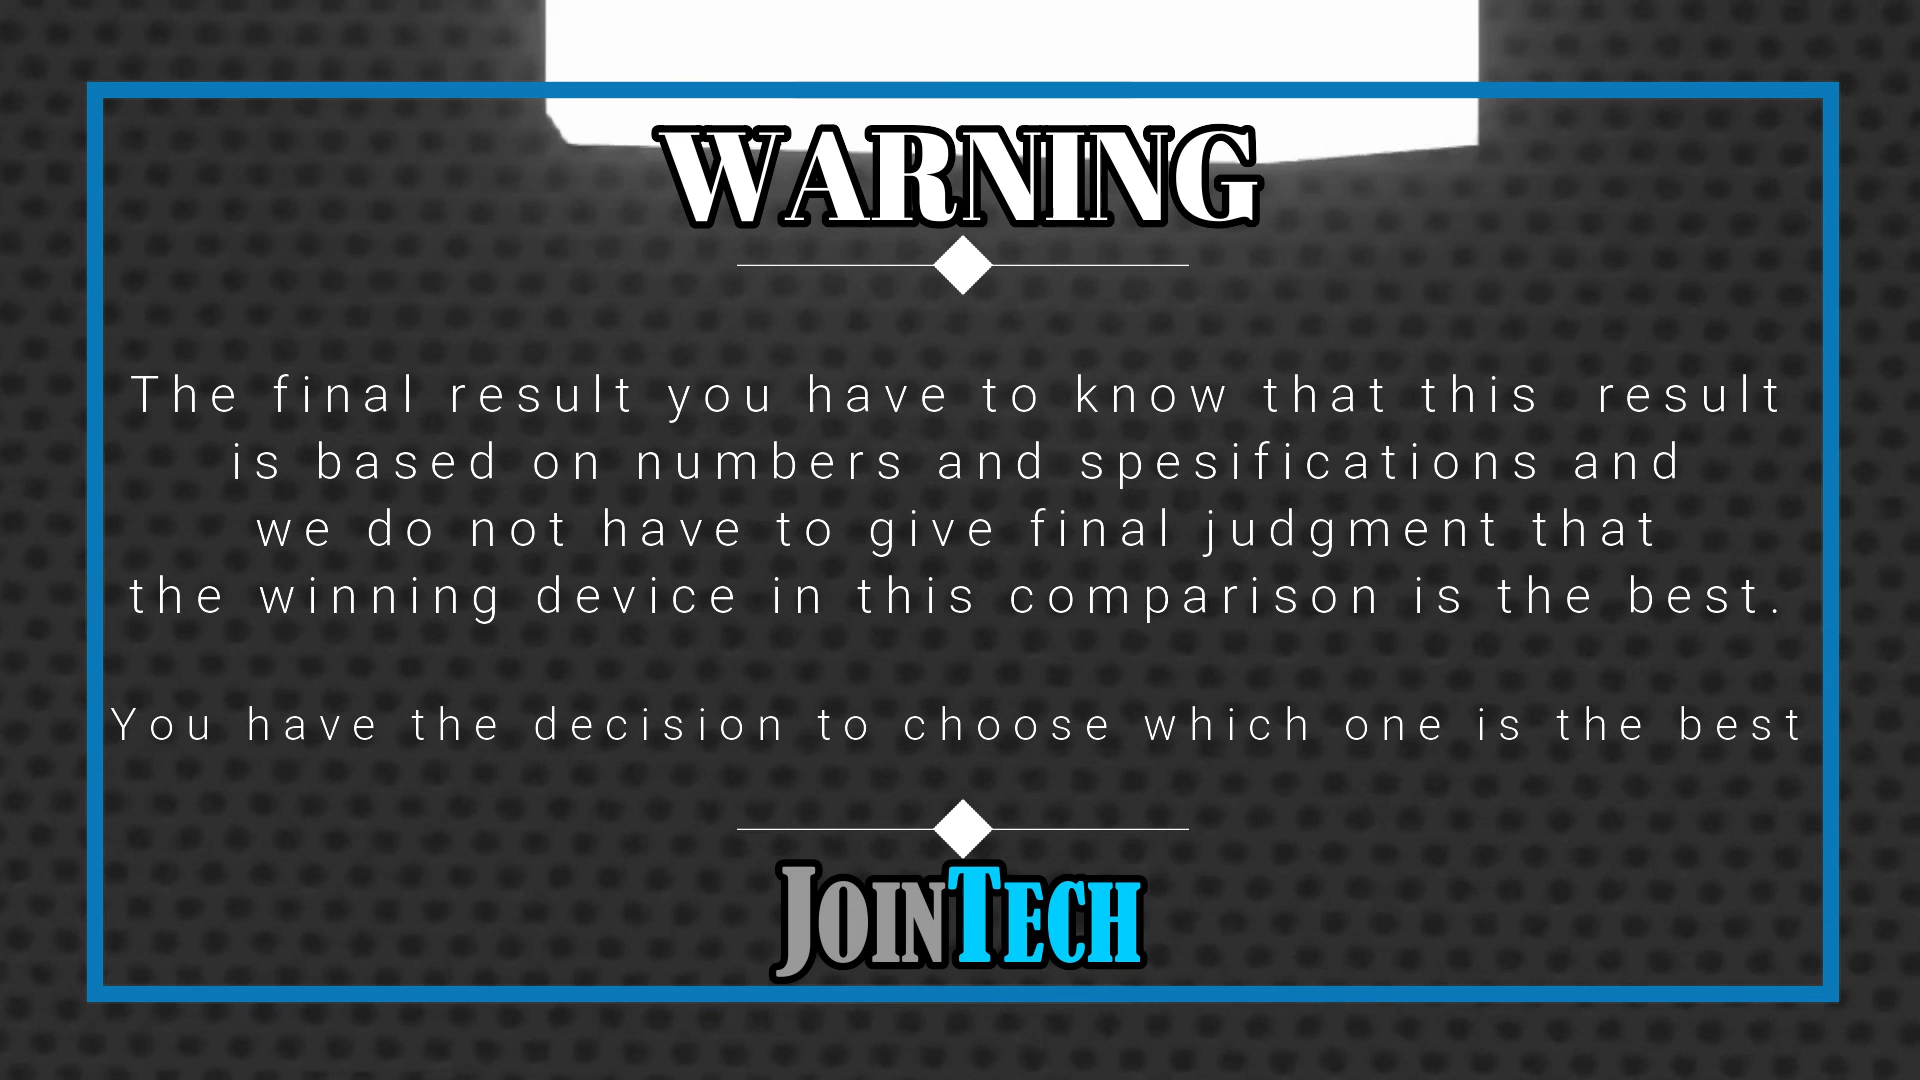 WARNING
The final result you have to know that this result
is based on numbers and spesifications and
we do not have to give final judgment that
the winning device in this comparison is the best.
You have the decision to choose which one is the best
JOINTECH